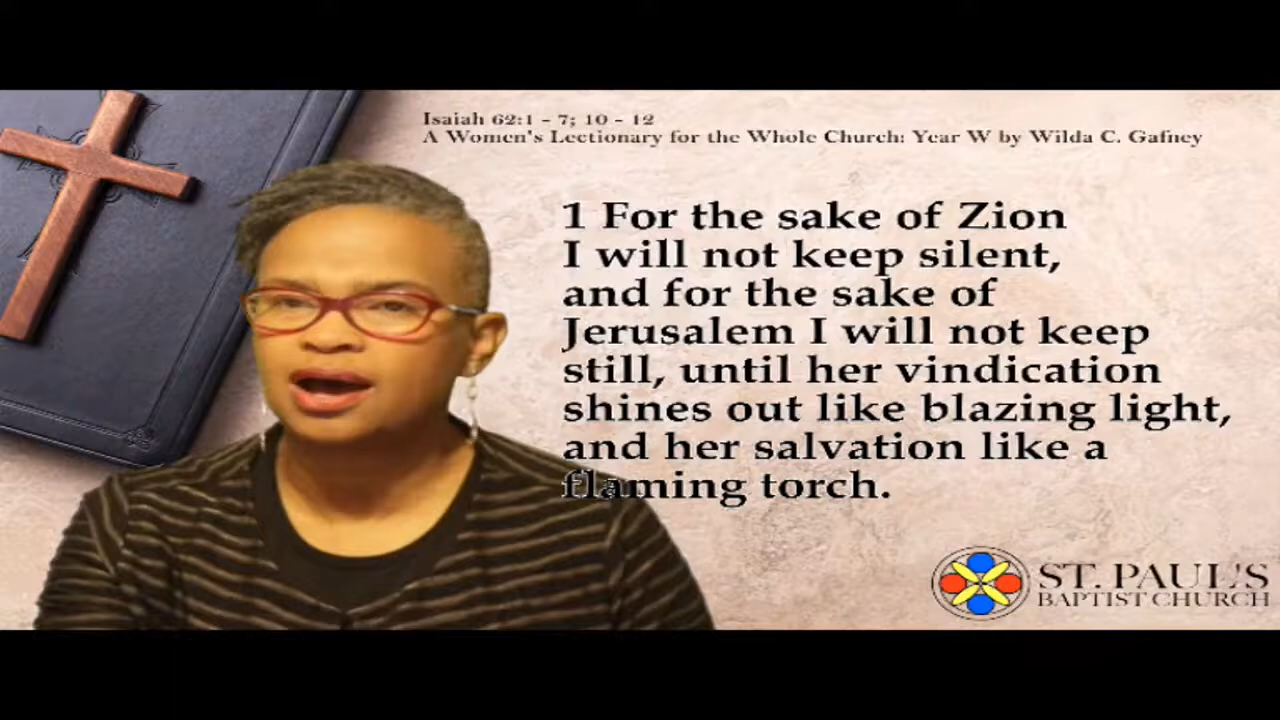 Isaiah 62:1 - 7; 10 - 12
A Women's Lectionary for the Whole Church: Year W by Wilda C. Gafney
1 For the sake of Zion
I will not keep silent,
and for the sake of
Jerusalem I will not keep
still, until her vindication
shines out like blazing light,
and her salvation like a
flaming torch.
ST. PAUL'S
BAPTIST CHURCH